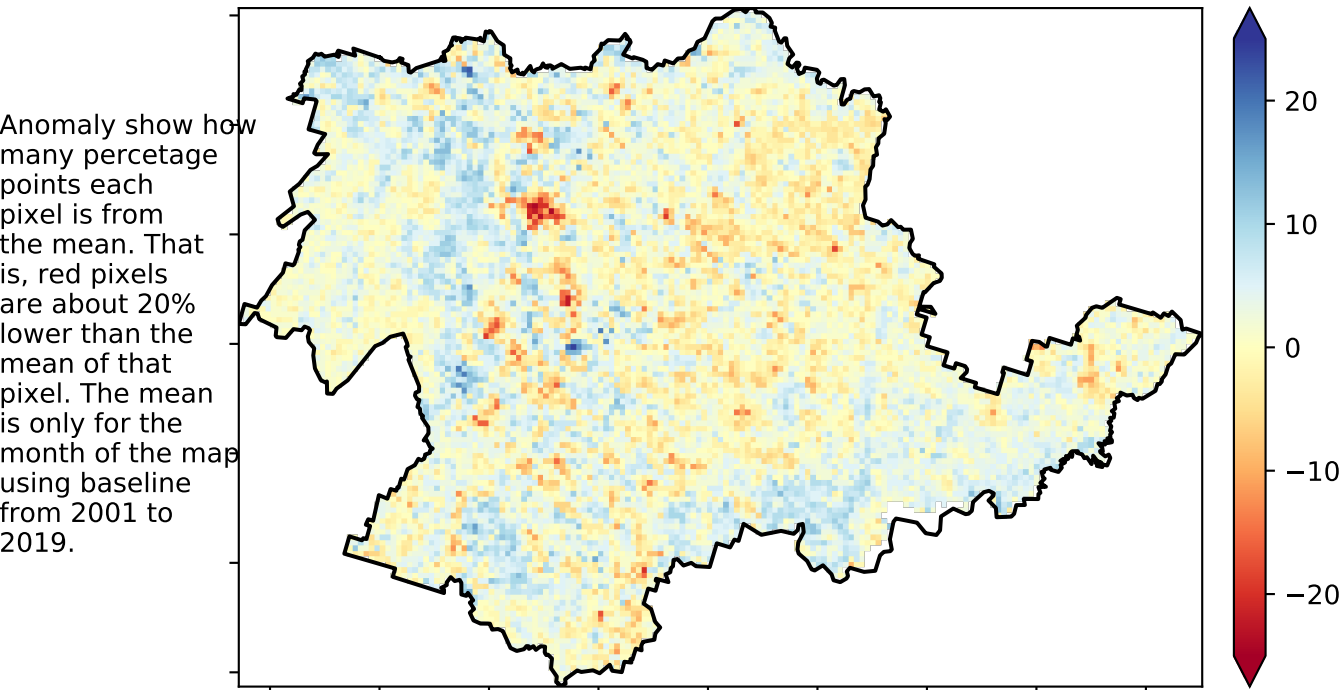 Anomaly show how
many percetage
points each
pixel is from
the mean. That
is, red pixels
are about 20%
lower than the
mean of that
pixel. The mean
is only for the
month of the map
using baseline
from 2001 to
2019.
20
10
0
−10
−20